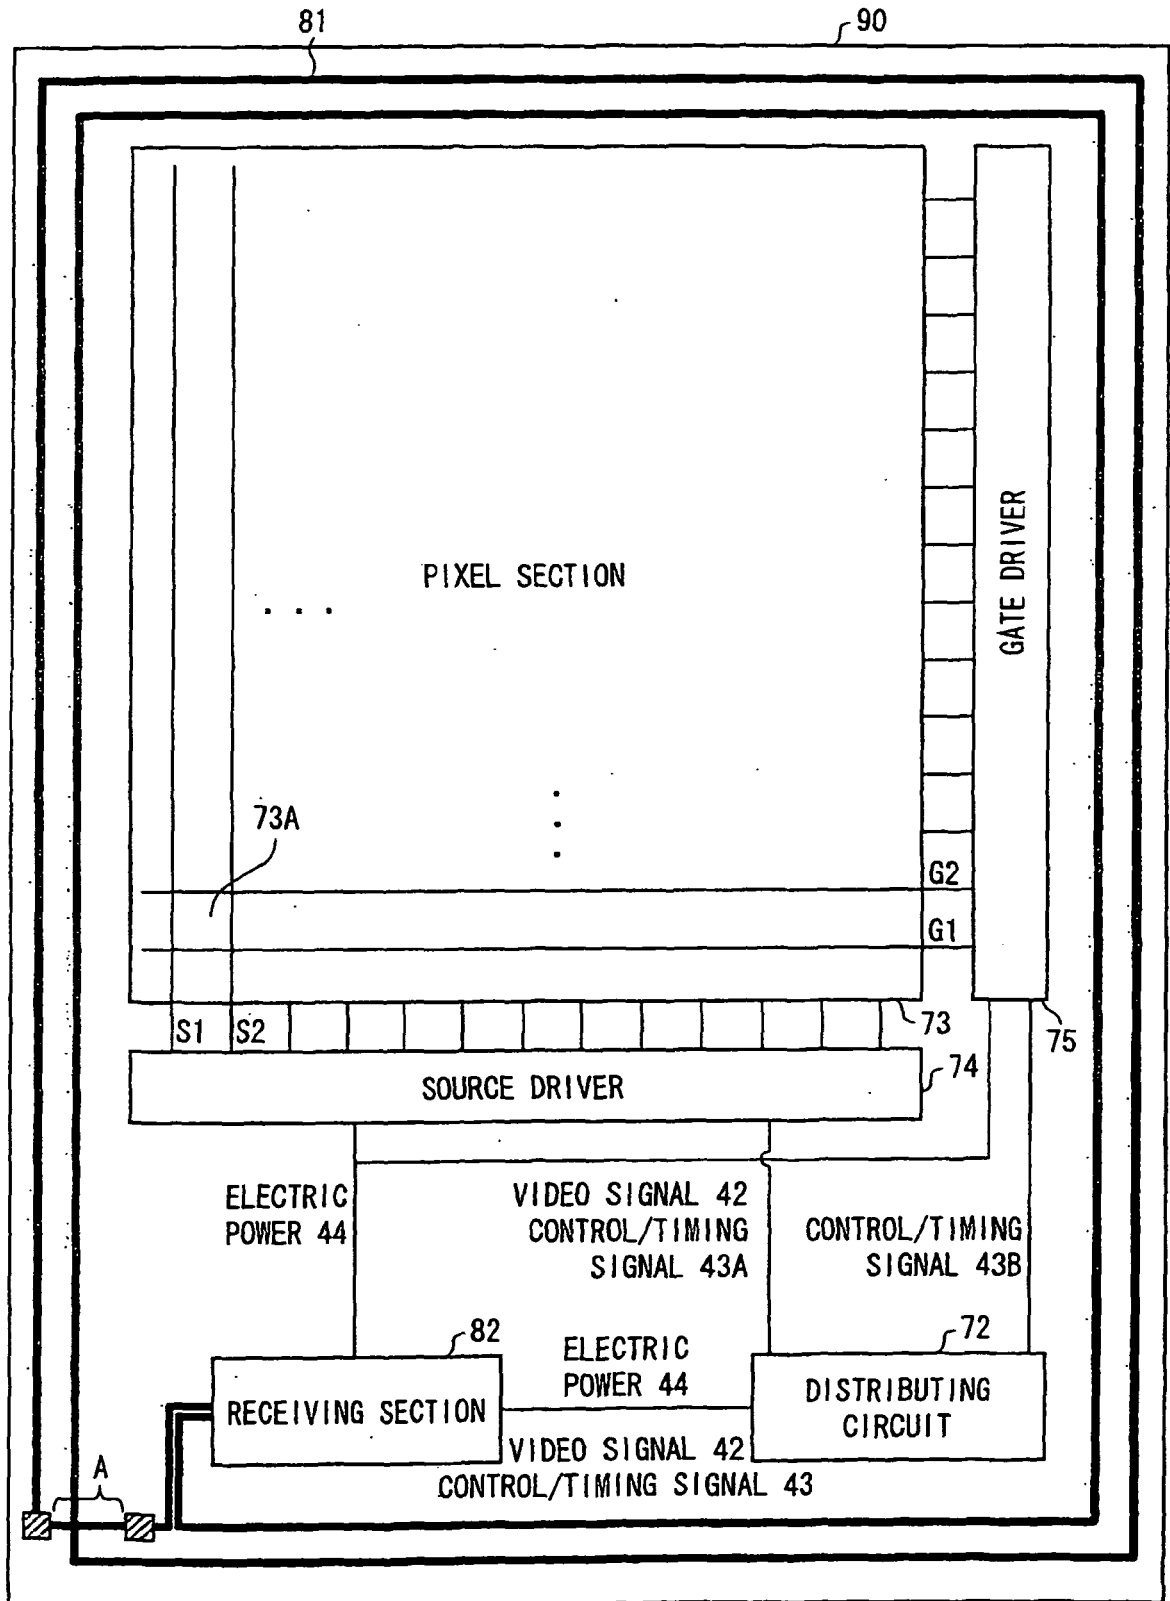 81
90
PIXEL SECTION
GATE DRIVER
73A
G2
G1
S1 S2
73
75
74
SOURCE DRIVER
ELECTRIC
POWER 44
VIDEO SIGNAL 42
CONTROL/TIMING
SIGNAL 43A
CONTROL/TIMING
SIGNAL 43B
82
72
ELECTRIC
POWER 44
RECEIVING SECTION
DISTRIBUTING
CIRCUIT
VIDEO SIGNAL 42
CONTROL/TIMING SIGNAL 43
A